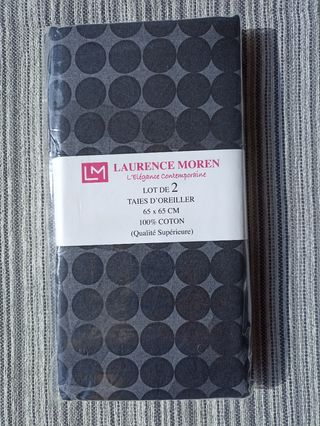 LM LAURENCE MOREN
L'Elégance Contemporaine
LOT DE 2
TAIES D'OREILLER
65 x 65 CM
100% COTON
(Qualité Supérieure)